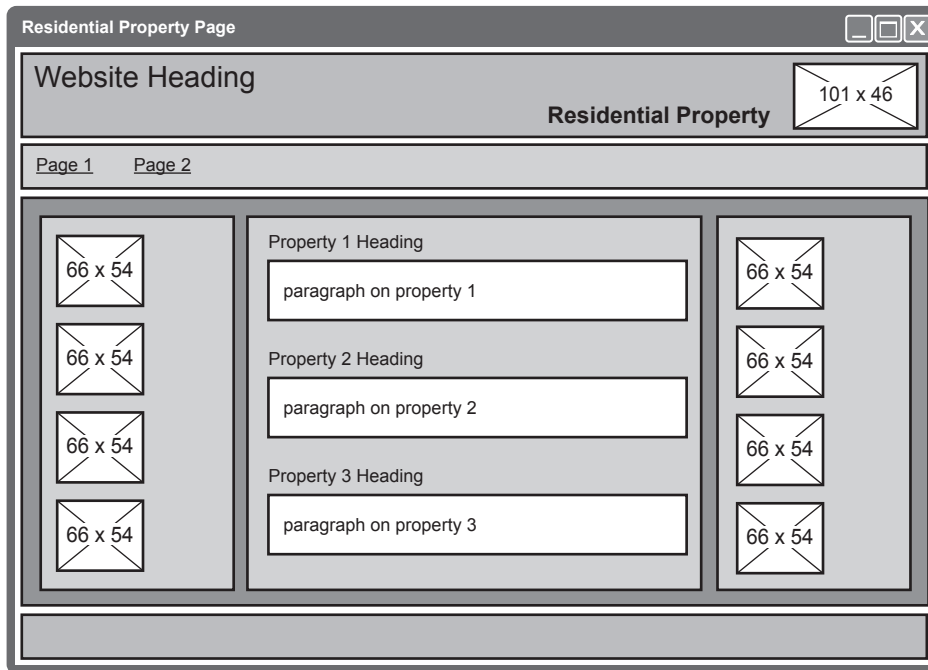 Residential Property Page
_ X
Website Heading
Residential Property
101 x 46
Page 1 Page 2
66 x 54
66 x 54
66 x 54
66 x 54
Property 1 Heading
paragraph on property 1
Property 2 Heading
paragraph on property 2
Property 3 Heading
paragraph on property 3
66 x 54
66 x 54
66 x 54
66 x 54